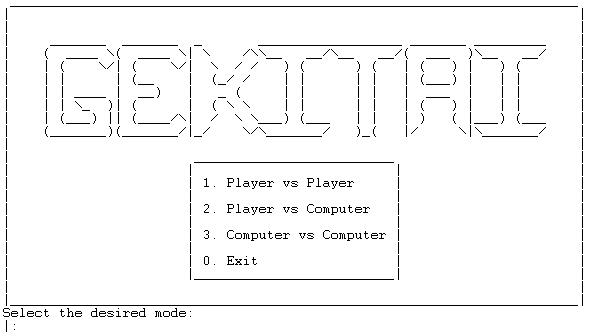 GEKITAI
1. Player vs Player
2. Player vs Computer
3. Computer vs Computer
0. Exit
Select the desired mode:
|: